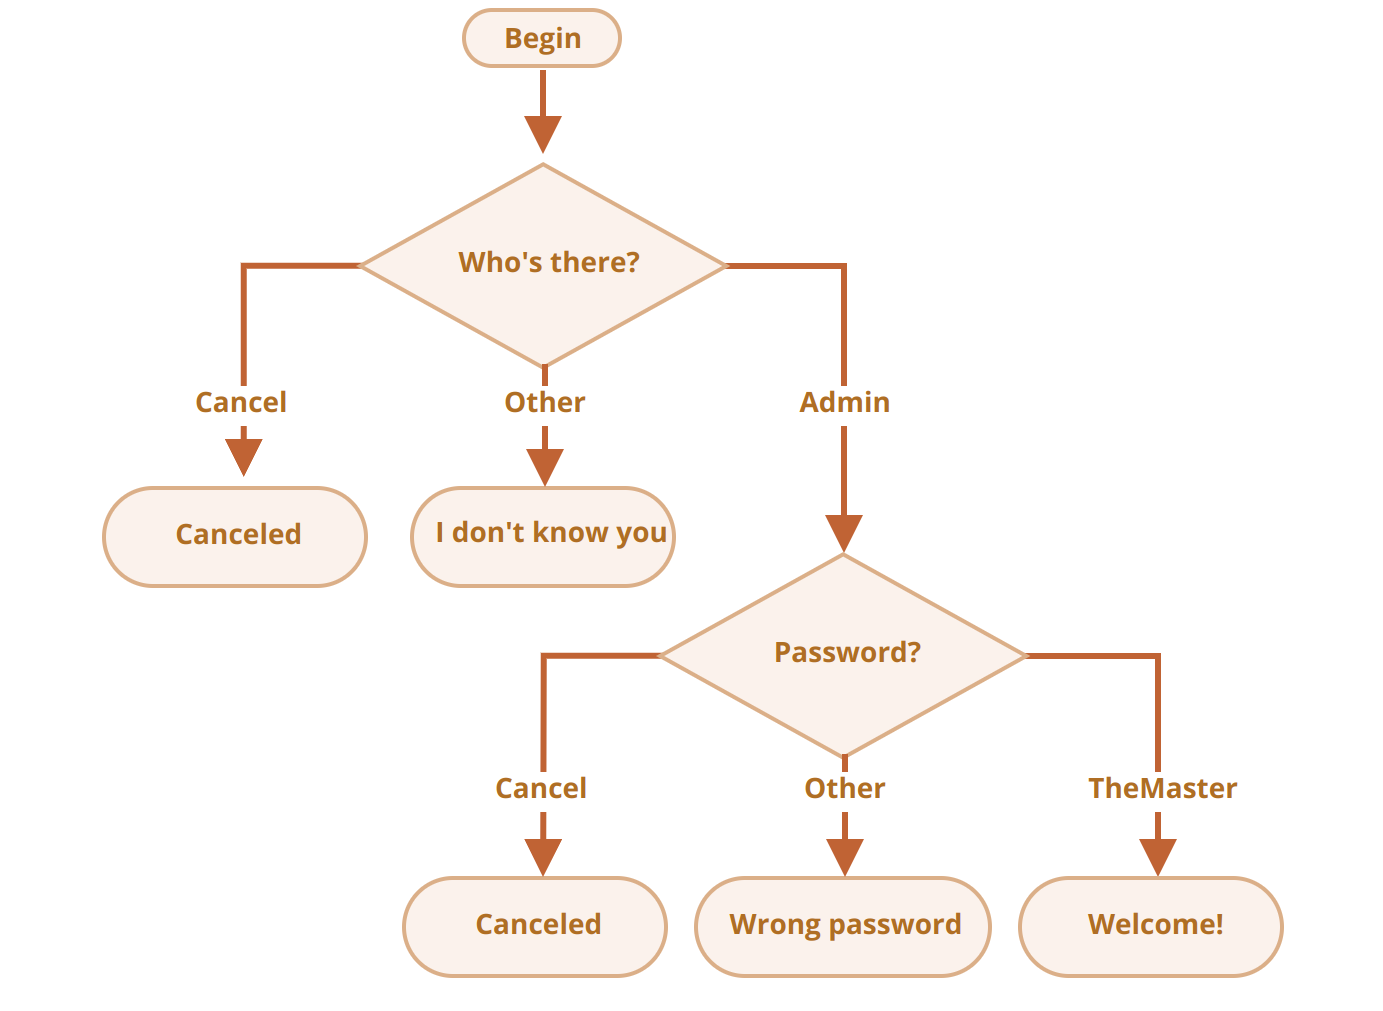 Begin
Who's there?
Cancel
Other
Admin
Canceled
I don't know you
Password?
Cancel
Other
TheMaster
Canceled
Wrong password
Welcome!